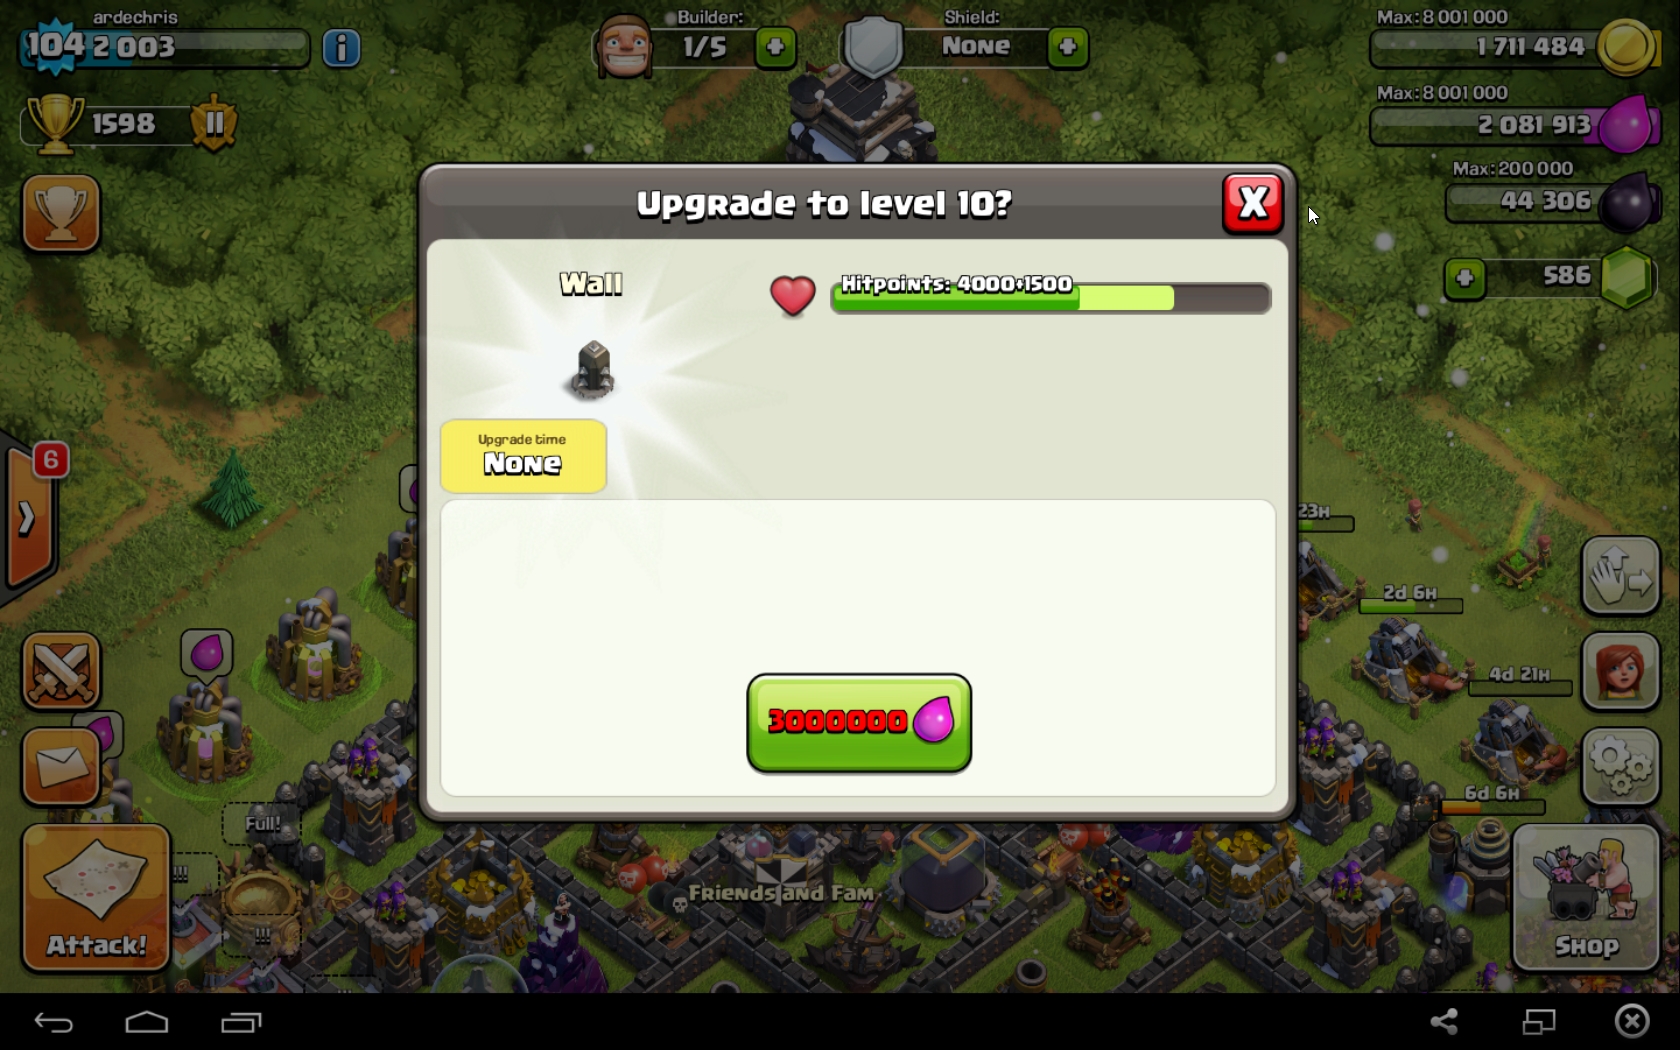 ardechris
104 2 003
Builder:
1/5
Shield:
None
Max: 8 001 000
1 711 484
Max: 8 001 000
2 081 913
Max: 200 000
44 306
586
1598
II
Upgrade to level 10?
X
Wall
Hitpoints: 4000+1500
Upgrade time
None
3000000
6
23H
2d 6H
4d 21H
6d 6H
Full!
!!!
!!!
Friends and Fam
Attack!
Shop